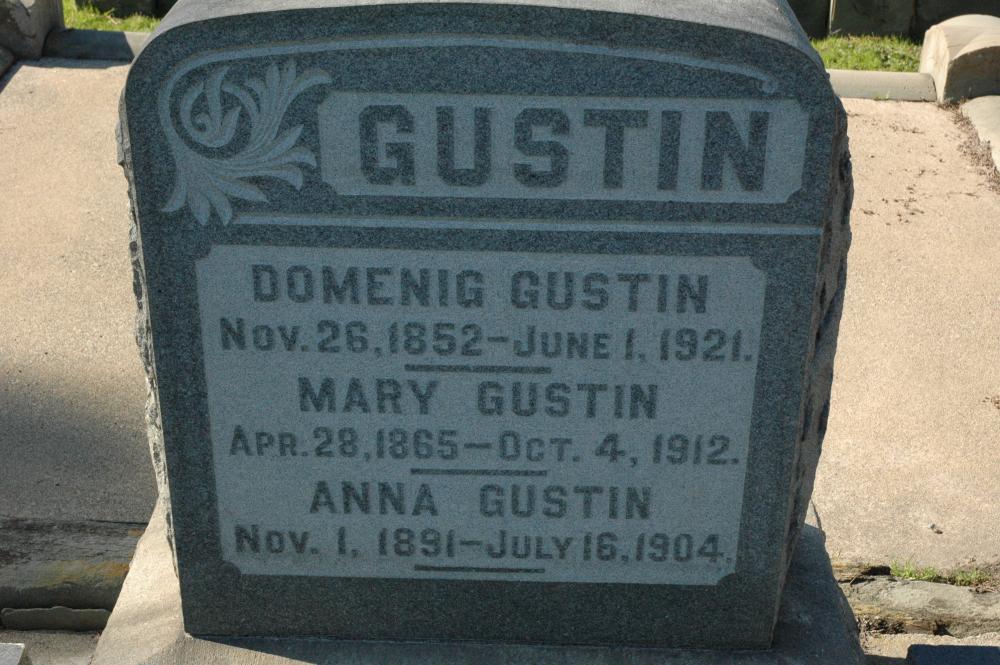 GUSTIN
DOMENIG GUSTIN
NOV. 26, 1852-JUNE 1, 1921.
MARY GUSTIN
APR. 28, 1865-OCT. 4, 1912.
ANNA GUSTIN
NOV. 1, 1891-JULY 16, 1904.